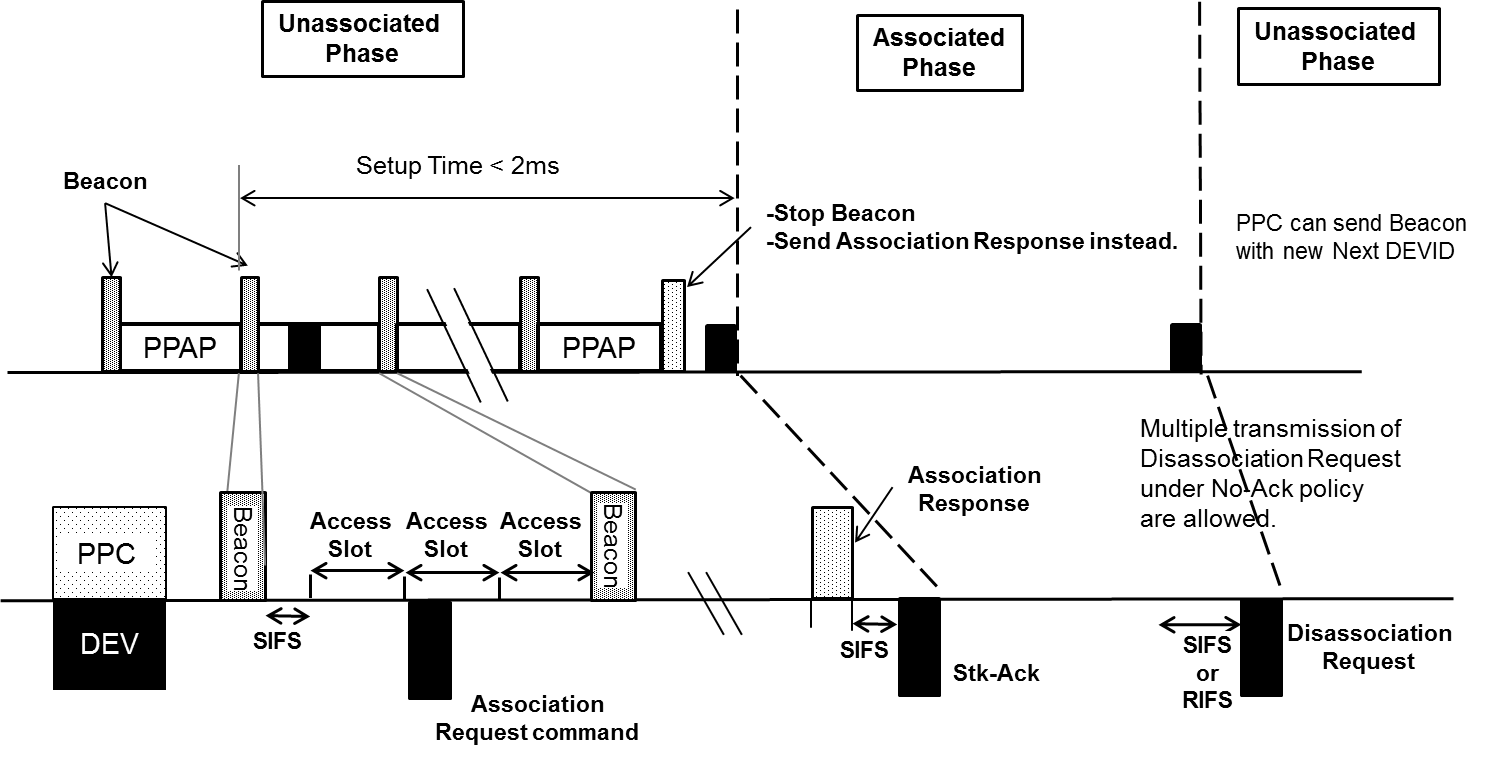 Unassociated
Phase
Associated
Phase
Unassociated
Phase
Setup Time < 2ms
Beacon
-Stop Beacon
-Send Association Response instead.
PPC can send Beacon
with new Next DEVID
PPAP
PPAP
Multiple transmission of
Disassociation Request
under No-Ack policy
are allowed.
Association
Response
PPC
DEV
Beacon
Access
Slot
Access
Slot
Access
Slot
Beacon
SIFS
SIFS
SIFS
or
RIFS
Disassociation
Request
Stk-Ack
Association
Request command